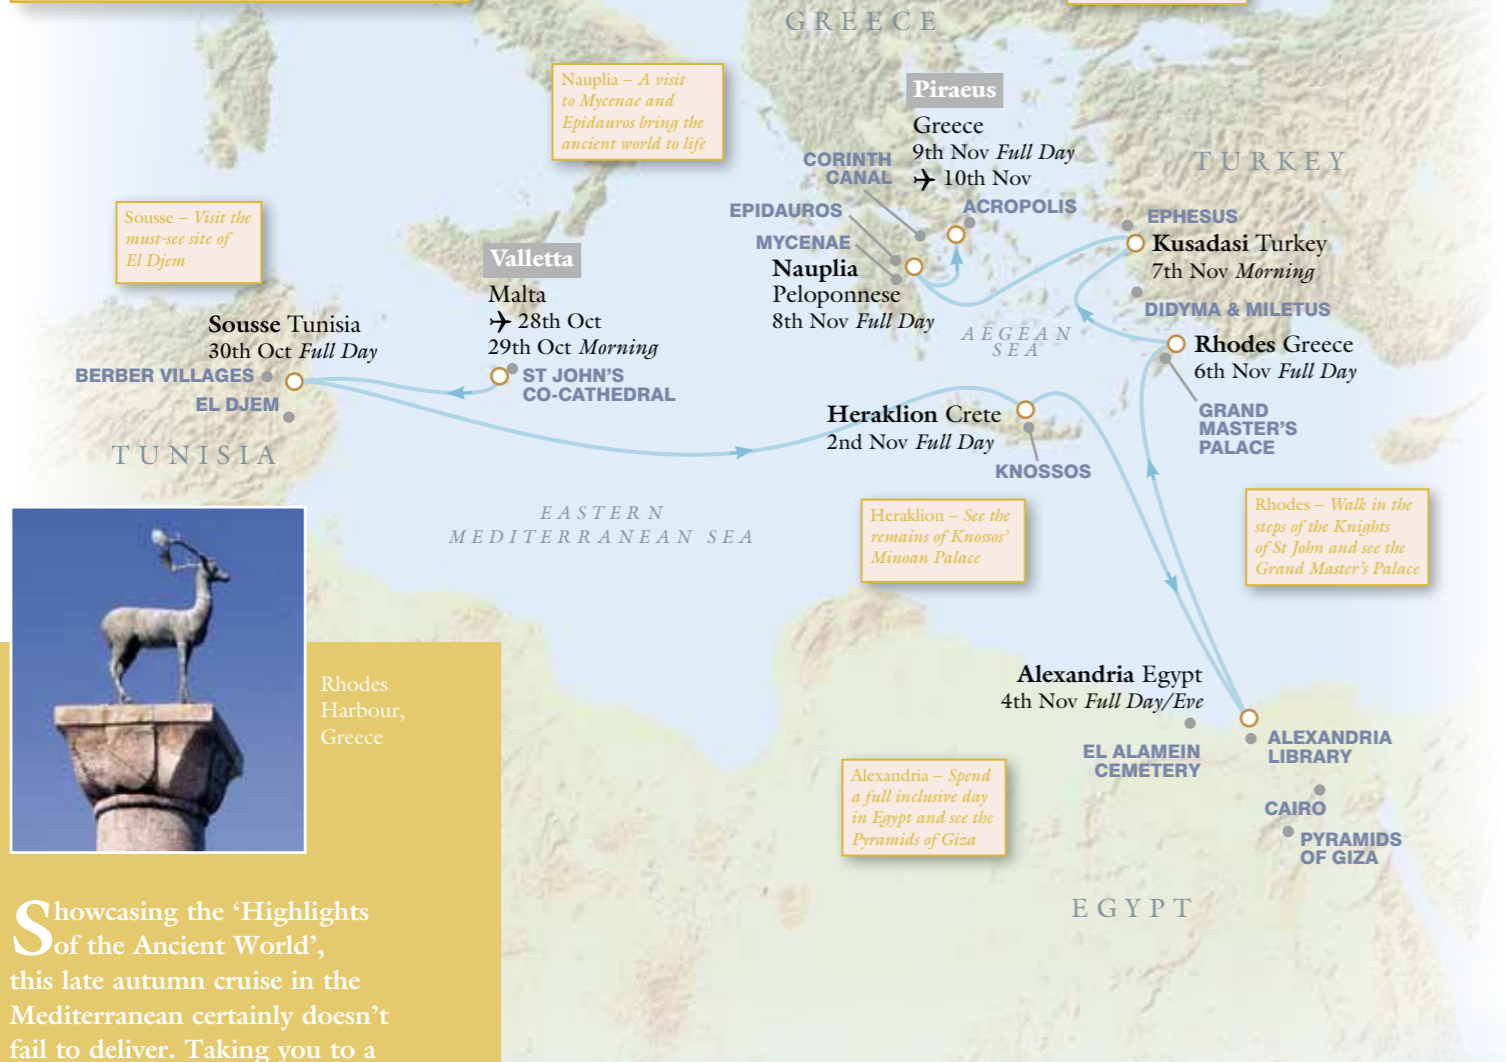 GREECE
Nauplia – A visit
to Mycenae and
Epidauros bring the
ancient world to life
Piraeus
Greece
9th Nov Full Day
10th Nov
CORINTH
CANAL
TURKEY
EPIDAUROS
ACROPOLIS
EPHESUS
MYCENAE
Kusadasi Turkey
7th Nov Morning
Nauplia
Peloponnese
8th Nov Full Day
DIDYMA & MILETUS
AEGEAN
SEA
Sousse – Visit the
must-see site of
El Djem
Valletta
Malta
28th Oct
29th Oct Morning
ST JOHN'S
CO-CATHEDRAL
Sousse Tunisia
30th Oct Full Day
BERBER VILLAGES
EL DJEM
TUNISIA
Rhodes Greece
6th Nov Full Day
GRAND
MASTER'S
PALACE
Heraklion Crete
2nd Nov Full Day
KNOSSOS
EASTERN
MEDITERRANEAN SEA
Heraklion – See the
remains of Knossos'
Minoan Palace
Rhodes – Walk in the
steps of the Knights
of St John and see the
Grand Master's Palace
Alexandria Egypt
4th Nov Full Day/Eve
EL ALAMEIN
CEMETERY
ALEXANDRIA
LIBRARY
CAIRO
PYRAMIDS
OF GIZA
Alexandria – Spend
a full inclusive day
in Egypt and see the
Pyramids of Giza
EGYPT
Rhodes
Harbour,
Greece
Showcasing the ‘Highlights
of the Ancient World’,
this late autumn cruise in the
Mediterranean certainly doesn’t
fail to deliver. Taking you to a